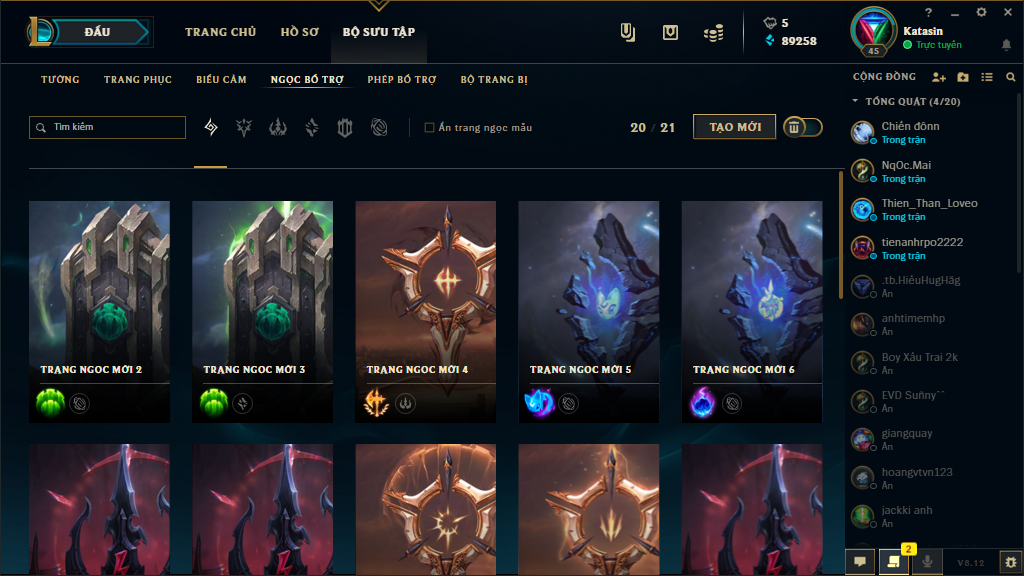 ĐẤU
TRANG CHỦ
HỒ SƠ
BỘ SƯU TẬP
5
89258
45
?
Katasin
Trực tuyến
TƯỚNG
TRANG PHỤC
BIỂU CẢM
NGỌC BỔ TRỢ
PHÉP BỔ TRỢ
BỘ TRANG BỊ
Tìm kiếm
Ẩn trang ngọc mẫu
20 / 21
TẠO MỚI
TRANG NGỌC MỚI 2
TRANG NGỌC MỚI 3
TRANG NGỌC MỚI 4
TRANG NGỌC MỚI 5
TRANG NGỌC MỚI 6
CỘNG ĐỒNG
TỔNG QUÁT (4/20)
Chiến đônn
Trong trận
NqOc.Mai
Trong trận
Thien_Than_Loveo
Trong trận
tienanhrpo2222
Trong trận
.tb.HiếuHugHãg
Ẩn
anhtimemhp
Ẩn
Boy Xấu Trai 2k
Ẩn
EVD Suñny^^
Ẩn
giangquay
Ẩn
hoangvtvn123
Ẩn
jackki anh
Ẩn
2
V8.12